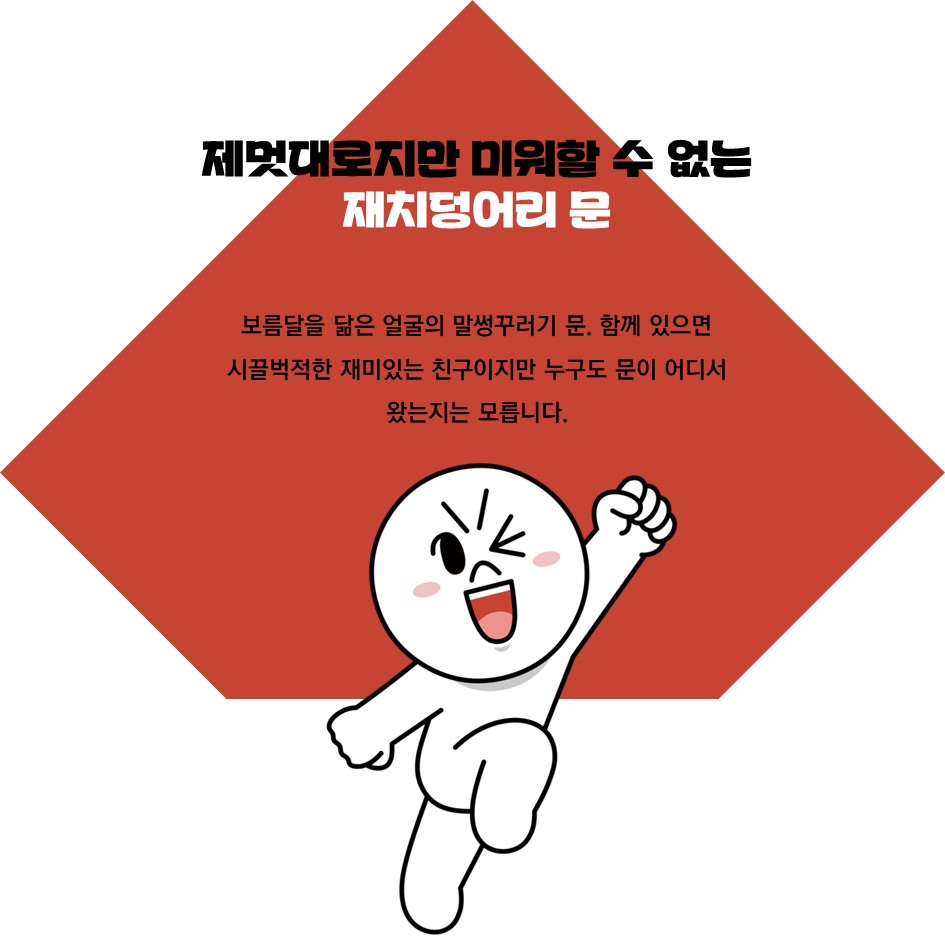 제멋대로지만 미워할 수 없는
재치덩어리 문
보름달을 닮은 얼굴의 말썽꾸러기 문. 함께 있으면
시끌벅적한 재미있는 친구이지만 누구도 문이 어디서
왔는지는 모릅니다.